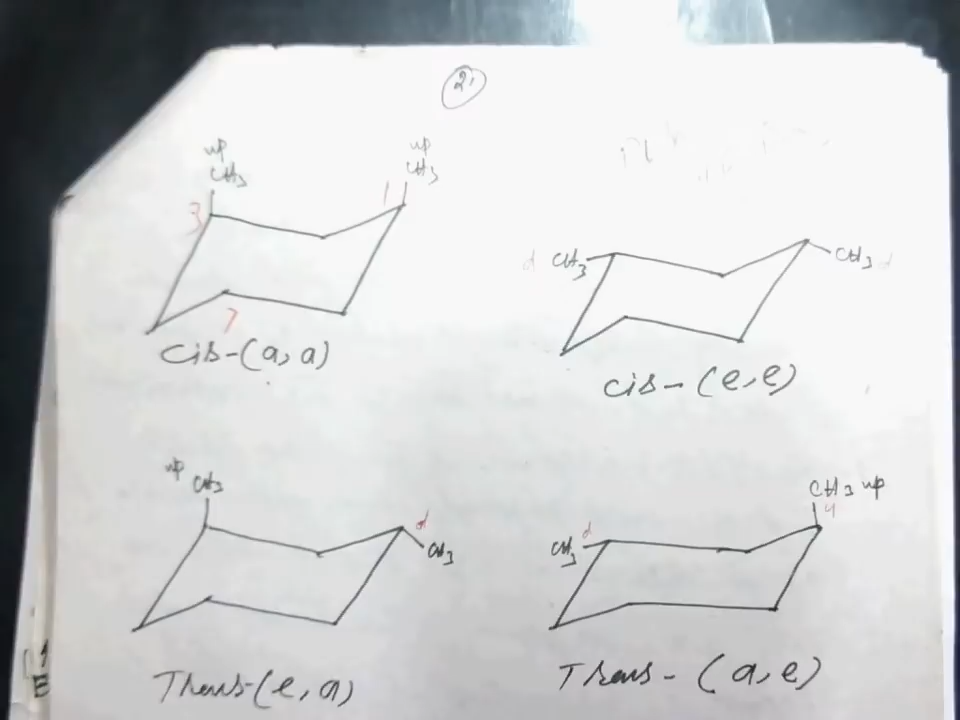 2.
up up
CH3 CH3
3 1
7
cis-(a,a)
d CH3 CH3 d
cis-(e,e)
up CH3
d
CH3
Trans-(e,a)
CH3 up
4
d
CH3
Trans-(a,e)